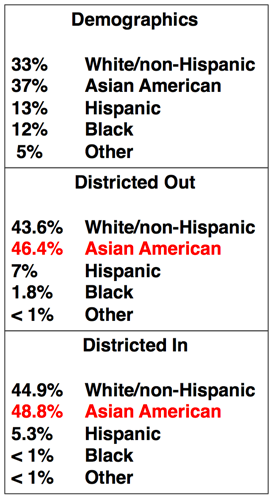 Demographics
33% White/non-Hispanic
37% Asian American
13% Hispanic
12% Black
5% Other
Districted Out
43.6% White/non-Hispanic
46.4% Asian American
7% Hispanic
1.8% Black
< 1% Other
Districted In
44.9% White/non-Hispanic
48.8% Asian American
5.3% Hispanic
< 1% Black
< 1% Other